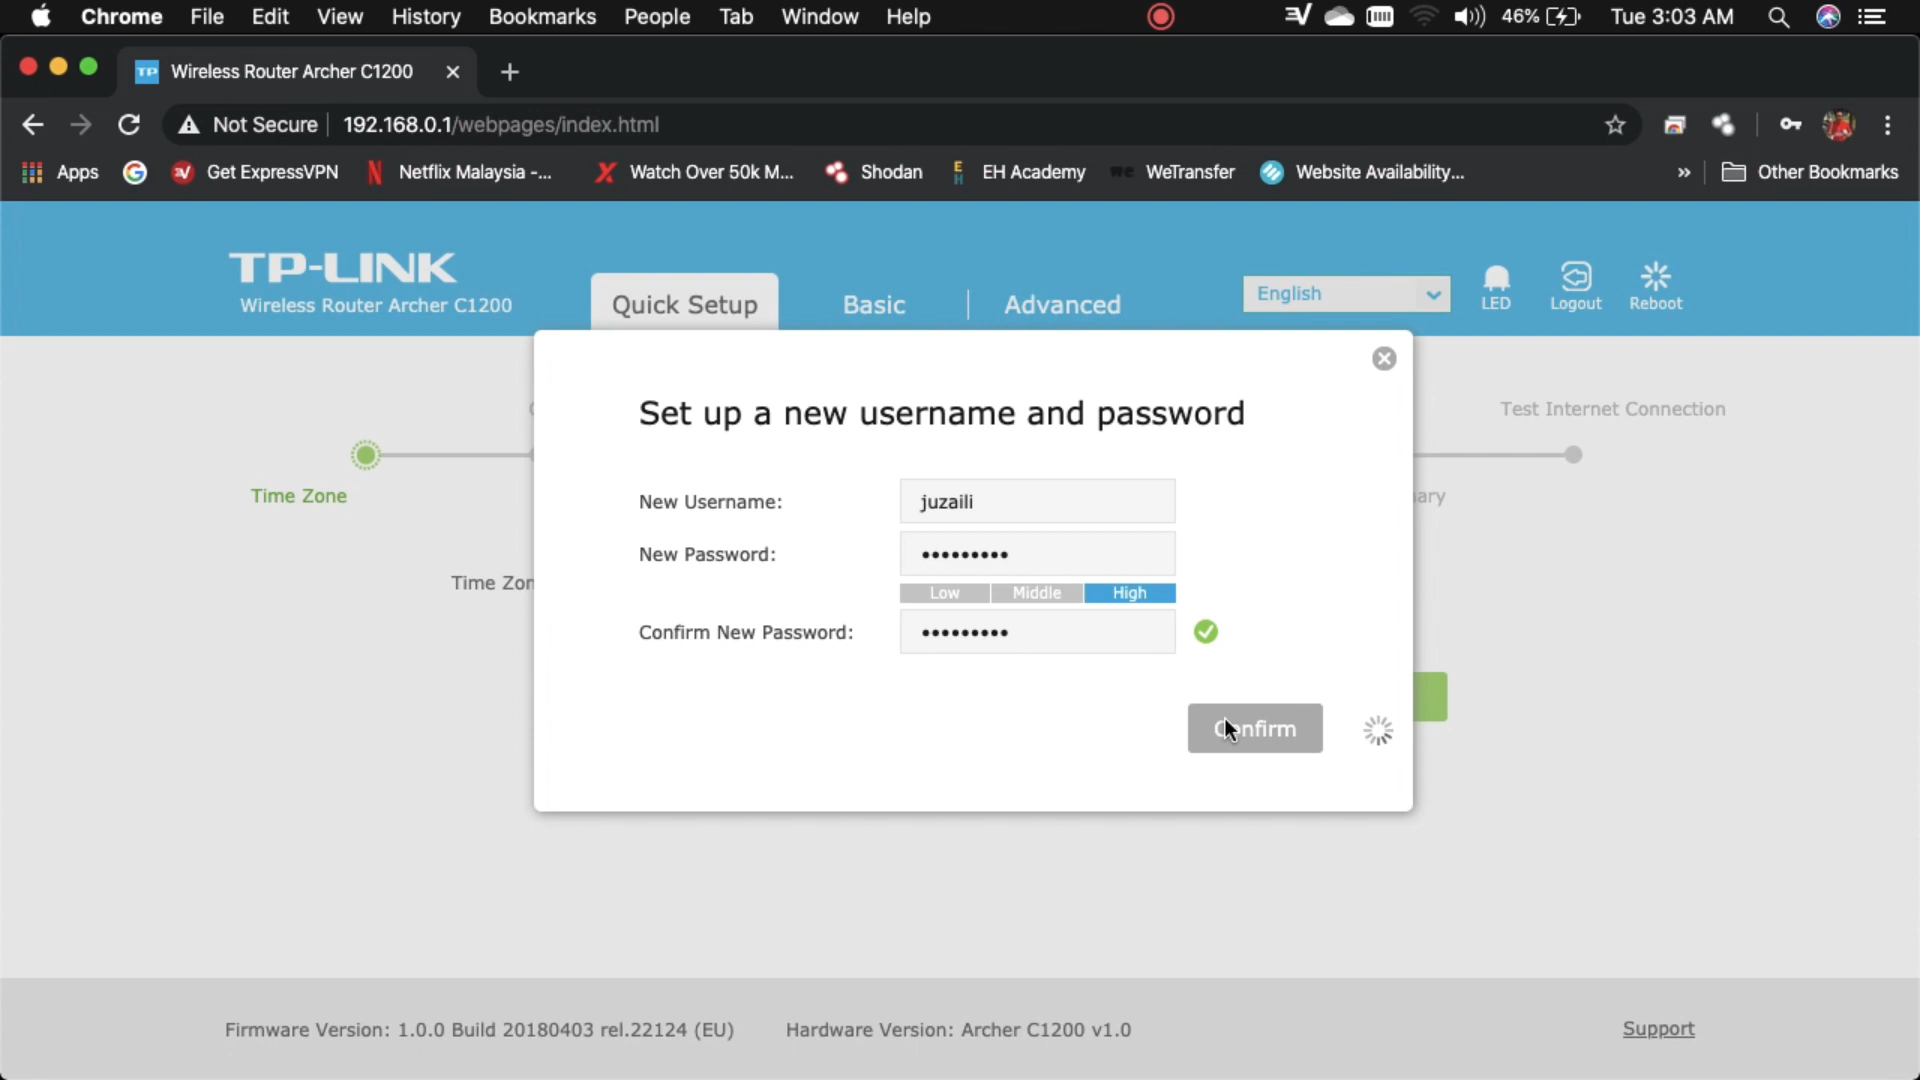 Chrome File Edit View History Bookmarks People Tab Window Help 46% Tue 3:03 AM
TP Wireless Router Archer C1200
Not Secure 192.168.0.1/webpages/index.html
Apps Get ExpressVPN Netflix Malaysia -... Watch Over 50k M... Shodan EH EH Academy we WeTransfer Website Availability... » Other Bookmarks
TP-LINK
Wireless Router Archer C1200
Quick Setup Basic Advanced
English
LED Logout Reboot
Set up a new username and password
Test Internet Connection
Time Zone
New Username: juzaili
New Password: •••••••••
Low Middle High
Confirm New Password: •••••••••
Confirm
Firmware Version: 1.0.0 Build 20180403 rel.22124 (EU) Hardware Version: Archer C1200 v1.0 Support